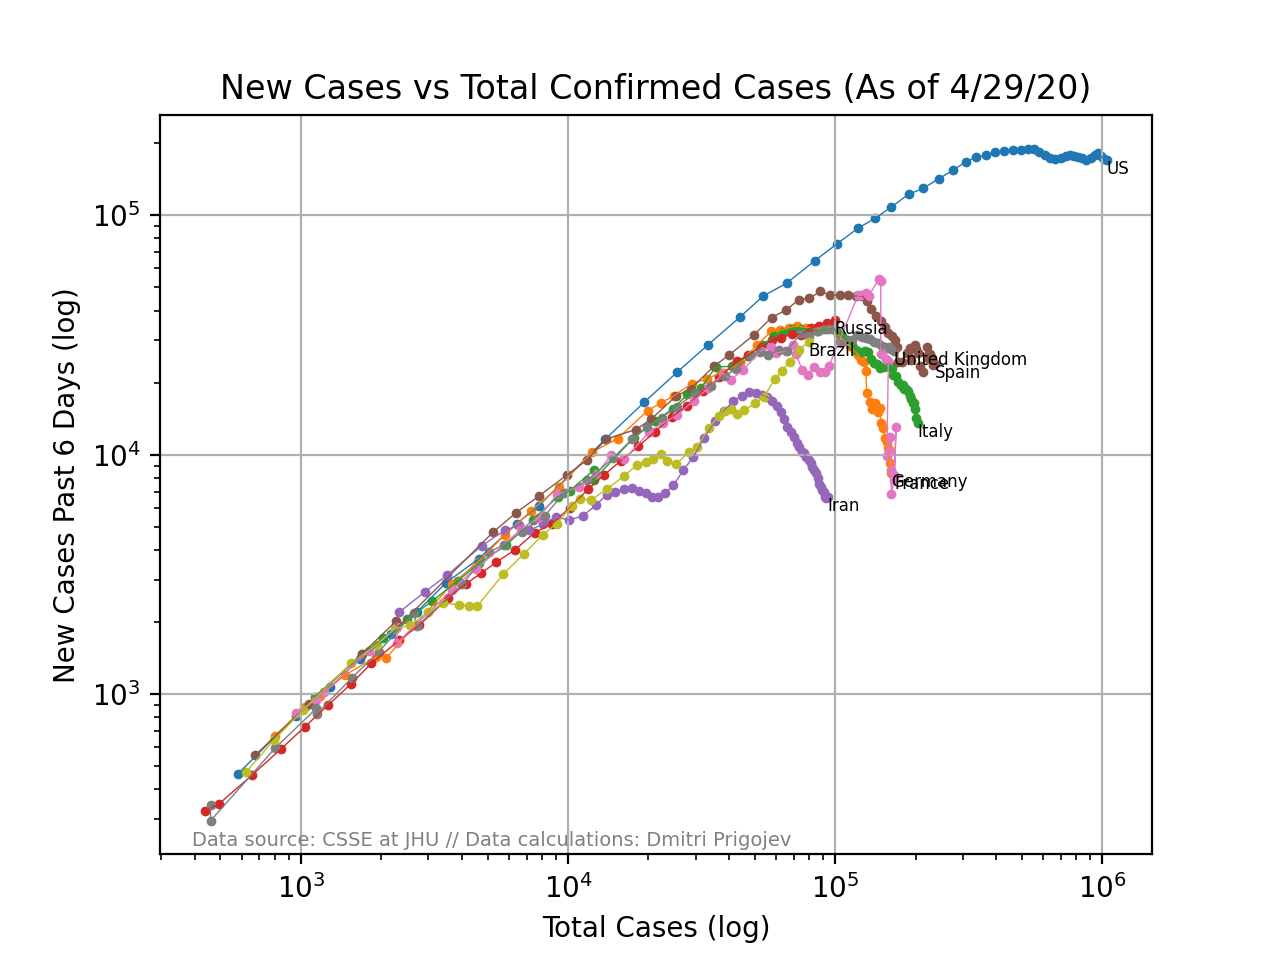 New Cases vs Total Confirmed Cases (As of 4/29/20)
New Cases Past 6 Days (log)
10^5
10^4
10^3
US
Russia
Brazil
United Kingdom
Spain
Italy
Germany
France
Iran
Data source: CSSE at JHU // Data calculations: Dmitri Prigojev
10^3 10^4 10^5 10^6
Total Cases (log)